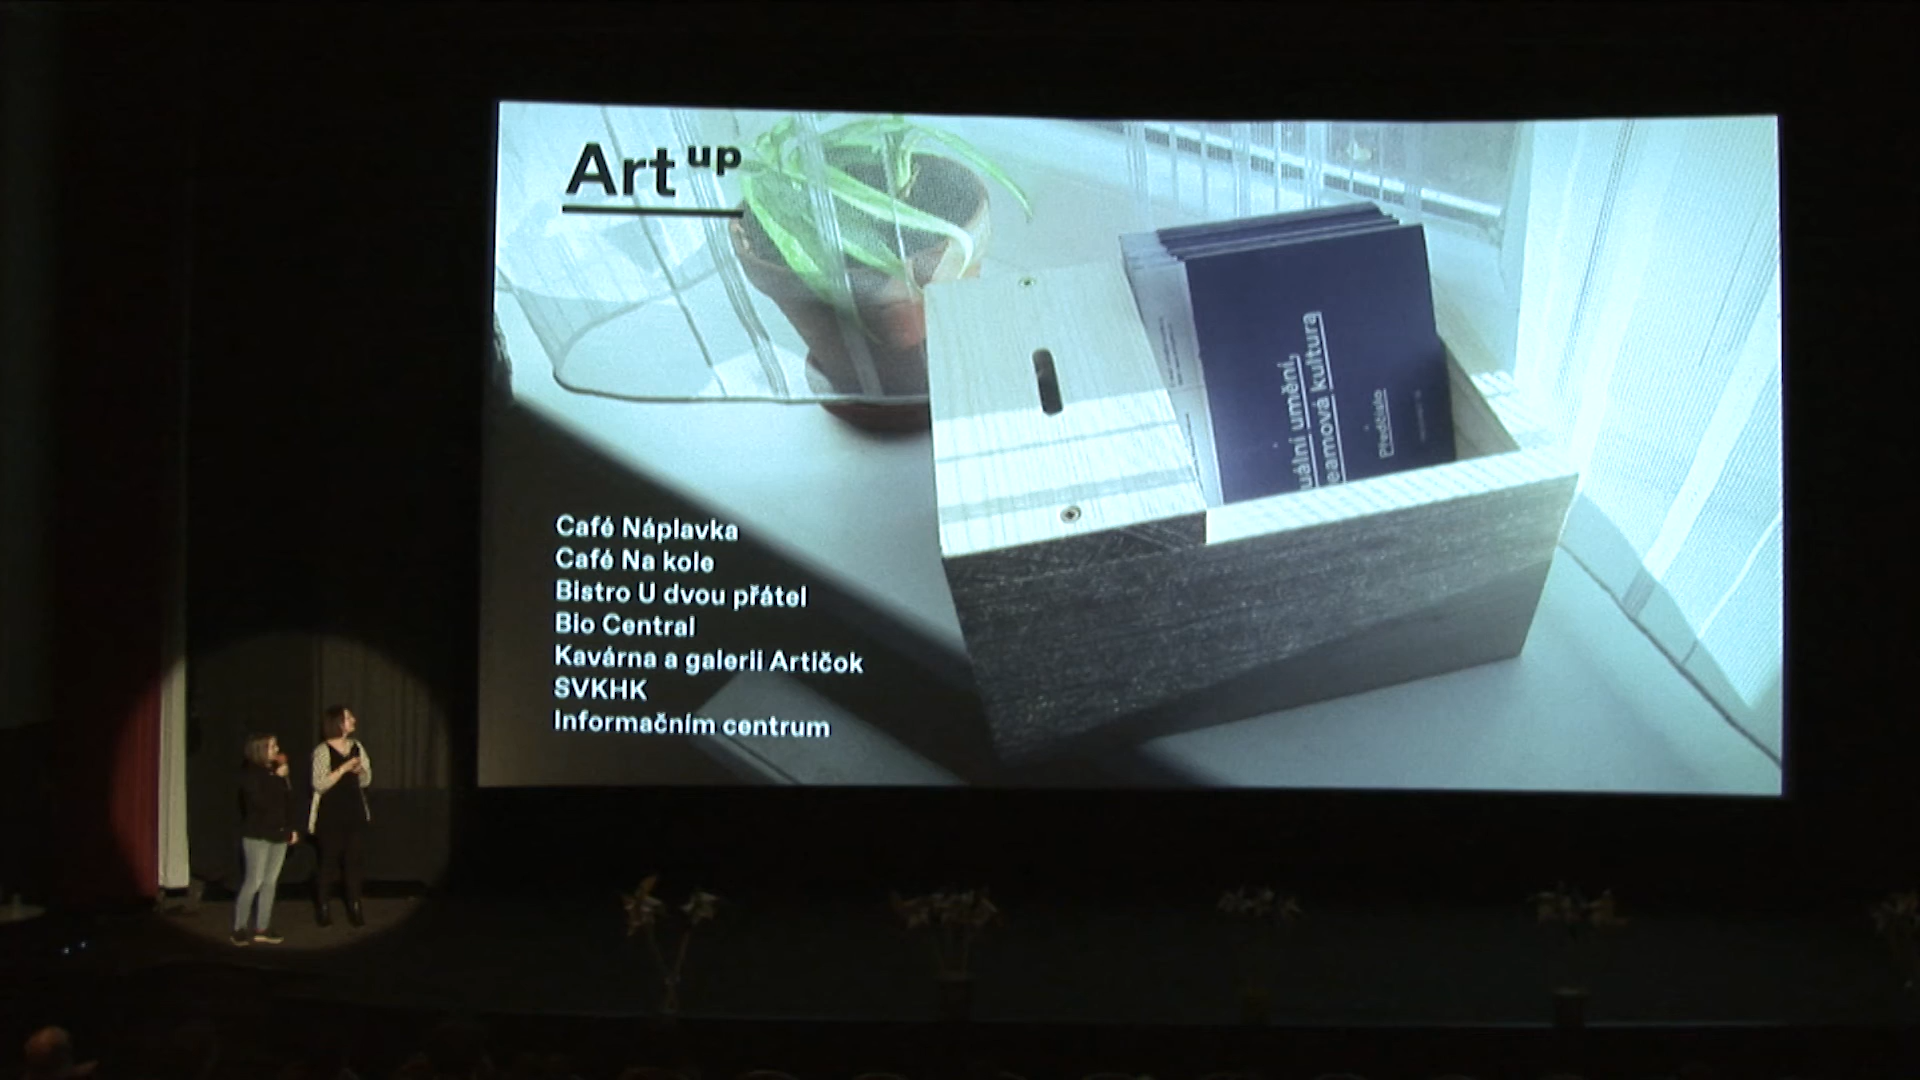 Art up
Café Náplavka
Café Na kole
Bistro U dvou přátel
Bio Central
Kavárna a galerii Artičok
SVKHK
Informačním centrum
uální umění,
eamová kultura
Předčíslo